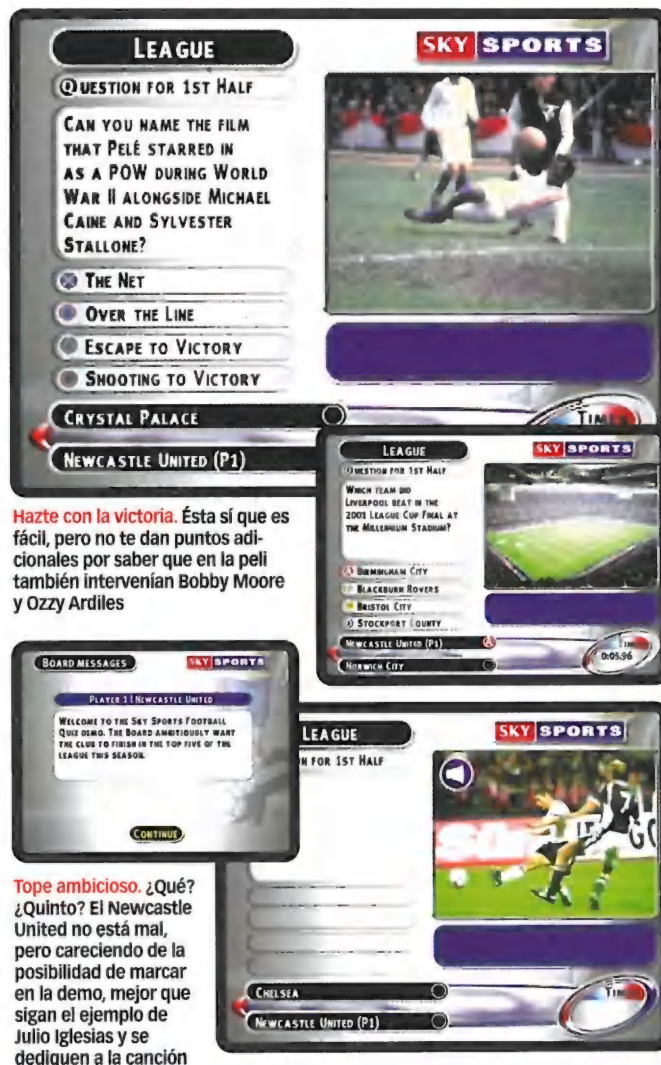 LEAGUE
SKY SPORTS
QUESTION FOR 1ST HALF
CAN YOU NAME THE FILM
THAT PELÉ STARRED IN
AS A POW DURING WORLD
WAR II ALONGSIDE MICHAEL
CAINE AND SYLVESTER
STALLONE?
THE NET
OVER THE LINE
ESCAPE TO VICTORY
SHOOTING TO VICTORY
CRYSTAL PALACE
NEWCASTLE UNITED (P1)
Hazte con la victoria. Ésta sí que es
fácil, pero no te dan puntos adi-
cionales por saber que en la peli
también intervenían Bobby Moore
y Ozzy Ardiles
LEAGUE
SKY SPORTS
QUESTION FOR 1ST HALF
WHICH TEAM DID
LIVERPOOL BEAT IN THE
2001 LEAGUE CUP FINAL AT
THE MILLENNIUM STADIUM?
BIRMINGHAM CITY
BLACKBURN ROVERS
BRISTOL CITY
STOCKPORT COUNTY
NEWCASTLE UNITED (P1)
NORWICH CITY
0:05.96
BOARD MESSAGES
SKY SPORTS
PLAYER 1 | NEWCASTLE UNITED
WELCOME TO THE SKY SPORTS FOOTBALL
QUIZ DEMO. THE BOARD AMBITIOUSLY WANT
THE CLUB TO FINISH IN THE TOP FIVE OF THE
LEAGUE THIS SEASON.
CONTINUE
Tope ambicioso. ¿Qué?
¿Quinto? El Newcastle
United no está mal,
pero careciendo de la
posibilidad de marcar
en la demo, mejor que
sigan el ejemplo de
Julio Iglesias y se
dediquen a la canción
LEAGUE
SKY SPORTS
FOR 1ST HALF
CHELSEA
NEWCASTLE UNITED (P1)